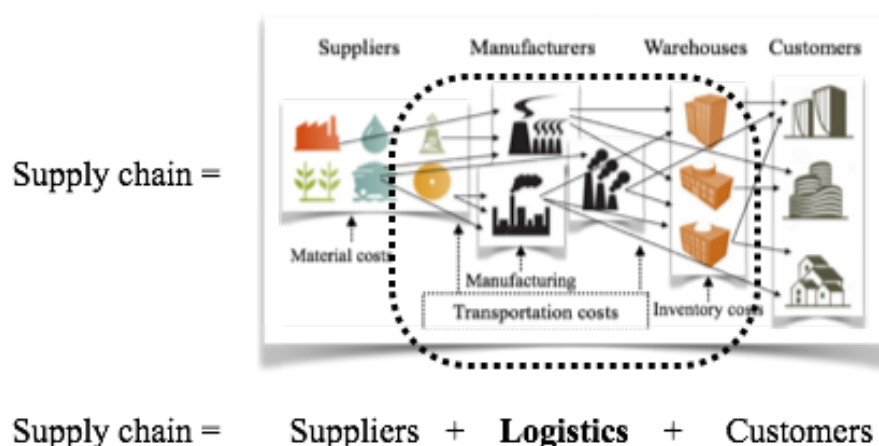 Suppliers Manufacturers Warehouses Customers
Supply chain =
Material costs
Manufacturing
Transportation costs
Inventory costs
Supply chain = Suppliers + Logistics + Customers